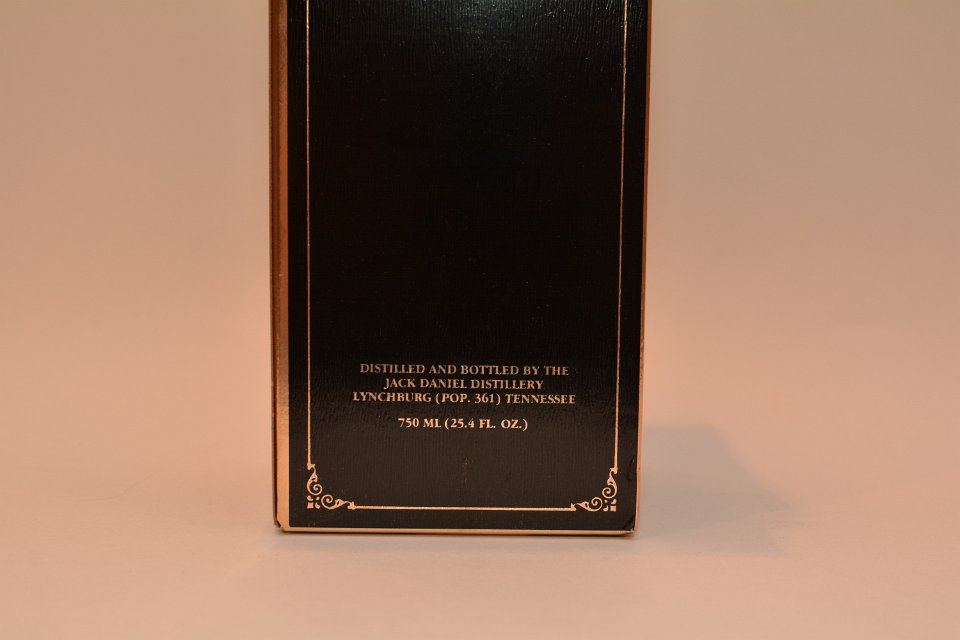 DISTILLED AND BOTTLED BY THE
JACK DANIEL DISTILLERY
LYNCHBURG (POP. 361) TENNESSEE
750 ML (25.4 FL. OZ.)